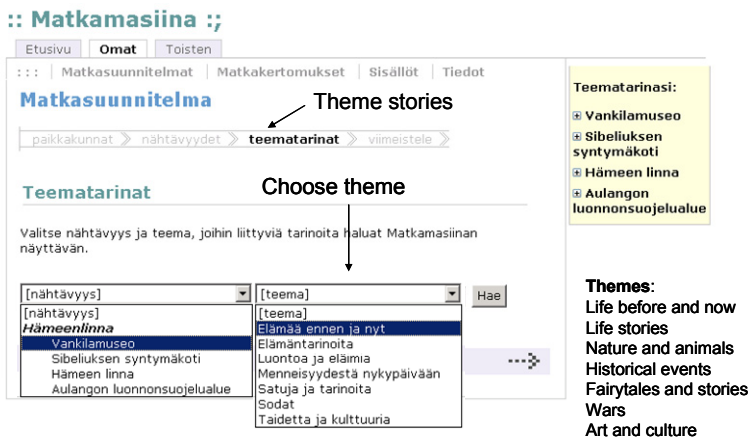 :: Matkamasiina :;
Etusivu Omat Toisten
: : : Matkasuunnitelmat Matkakertomukset Sisällöt Tiedot
Matkasuunnitelma
Theme stories
paikkakunnat nähtävyydet teematarinat viimeistele
Teematarinat
Choose theme
Valitse nähtävyys ja teema, joihin liittyviä tarinoita haluat Matkamasiinan
näyttävän.
[nähtävyys] [teema] Hae
[nähtävyys]
Hämeenlinna
Vankilamuseo
Sibeliuksen syntymäkoti
Hämeen linna
Aulangon luonnonsuojelualue
[teema]
Elämää ennen ja nyt
Elämäntarinoita
Luontoa ja eläimia
Menneisyydestä nykypäivään
Satuja ja tarinoita
Sodat
Taidetta ja kulttuuria
Teematarinasi:
Vankilamuseo
Sibeliuksen
syntymäkoti
Hämeen linna
Aulangon
luonnonsuojelualue
Themes:
Life before and now
Life stories
Nature and animals
Historical events
Fairytales and stories
Wars
Art and culture